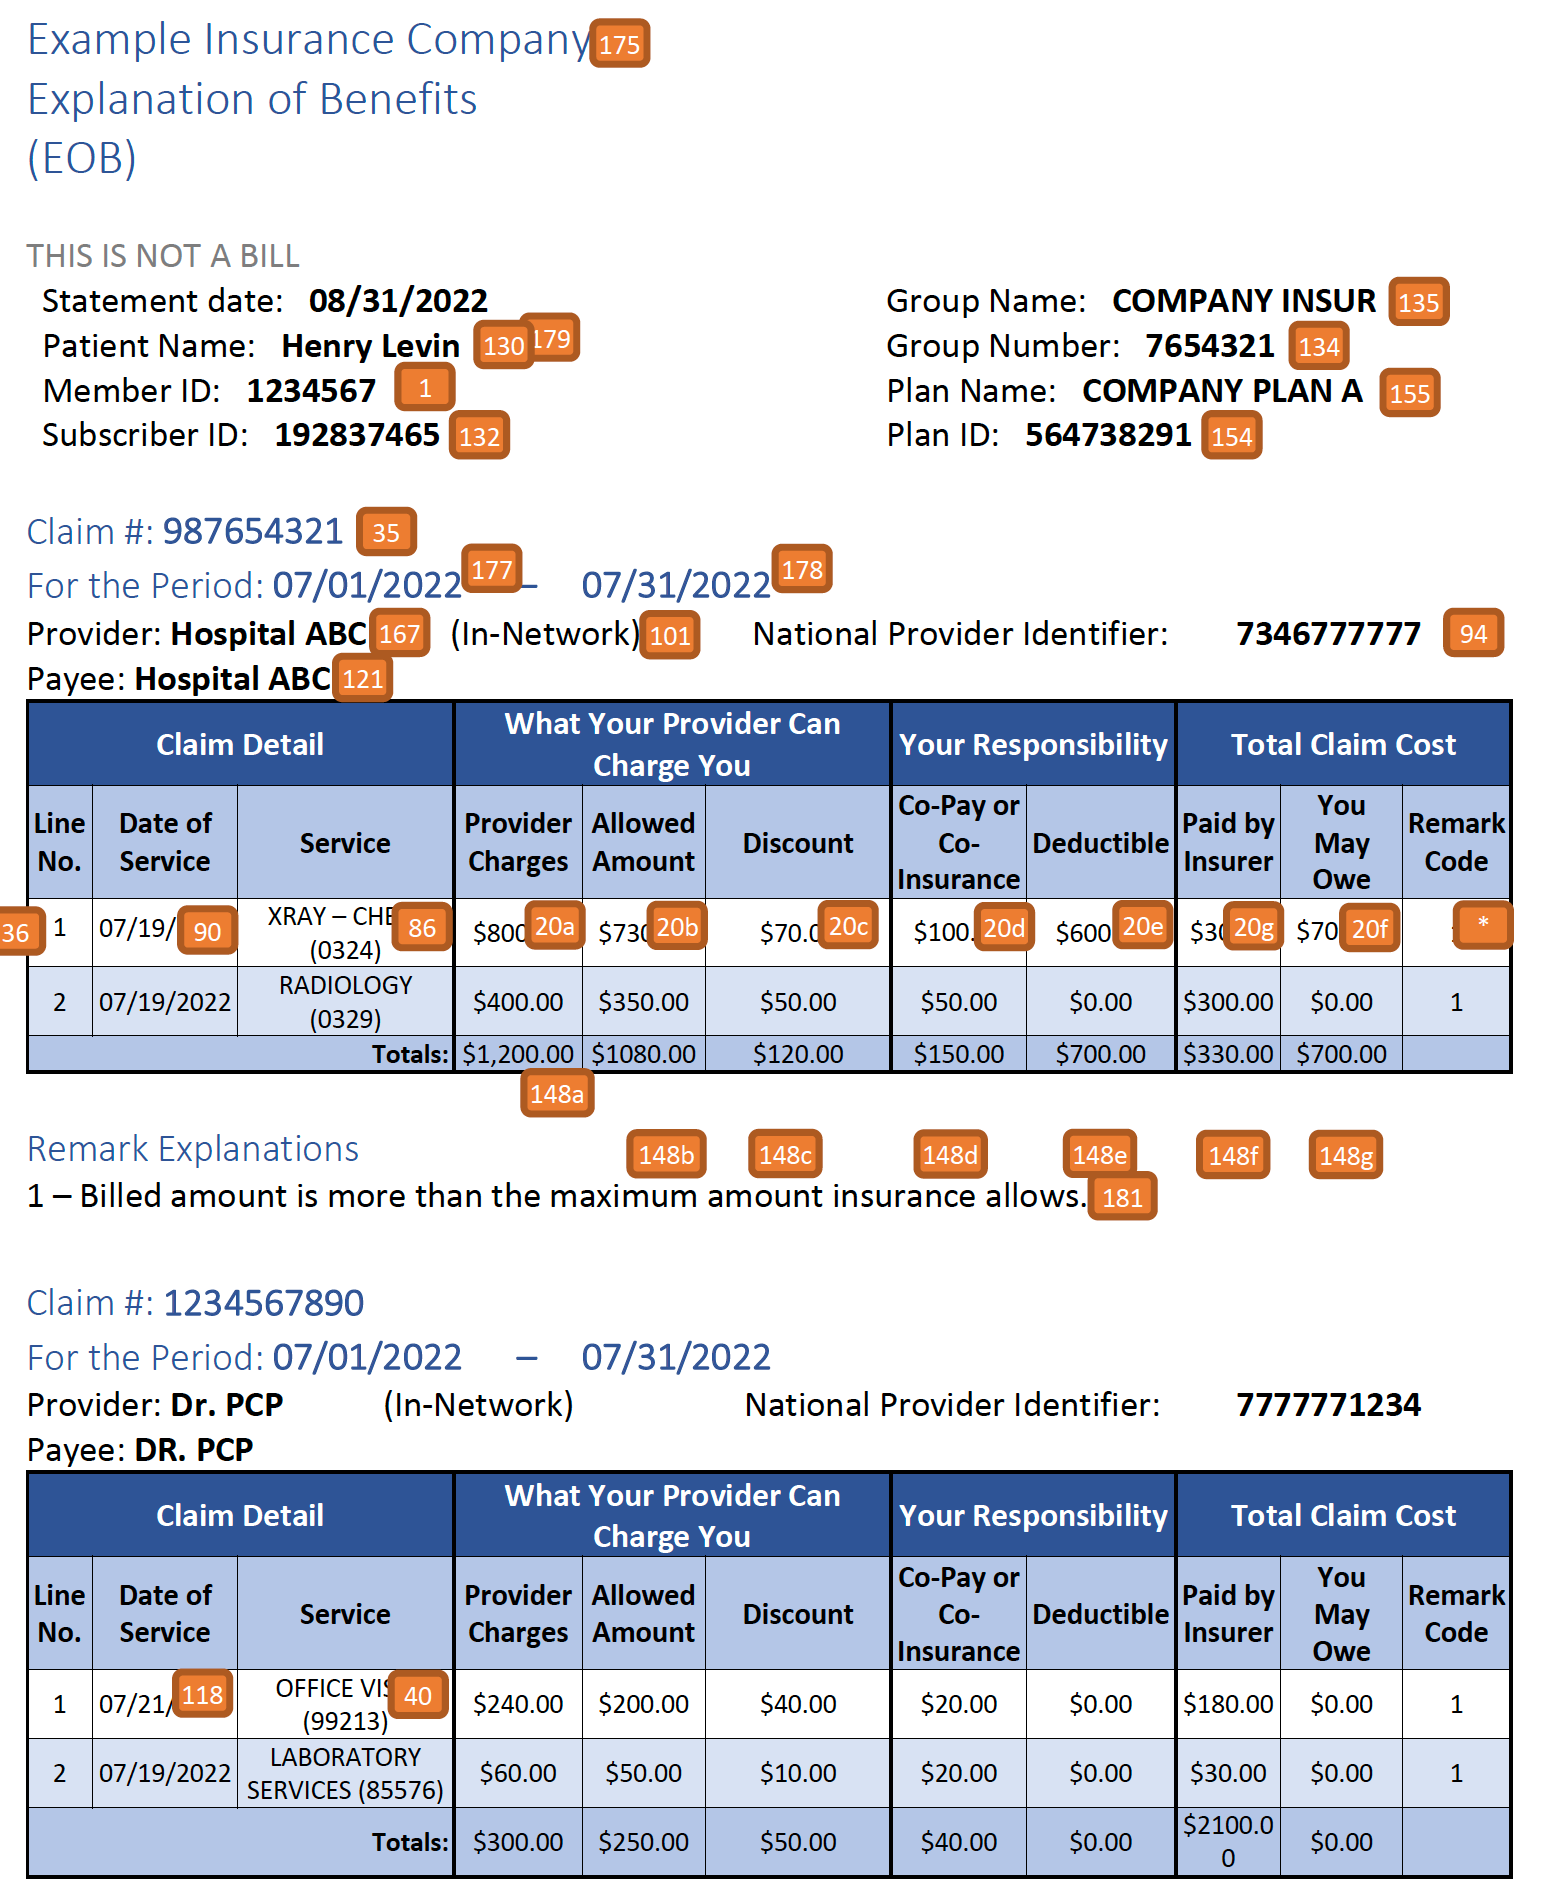 Example Insurance Company 175
Explanation of Benefits
(EOB)
THIS IS NOT A BILL
Statement date: 08/31/2022
Patient Name: Henry Levin 130 179
Member ID: 1234567 1
Subscriber ID: 192837465 132
Group Name: COMPANY INSUR 135
Group Number: 7654321 134
Plan Name: COMPANY PLAN A 155
Plan ID: 564738291 154
Claim #: 987654321 35
For the Period: 07/01/2022 177 – 07/31/2022 178
Provider: Hospital ABC 167 (In-Network) 101 National Provider Identifier: 7346777777 94
Payee: Hospital ABC 121
Claim Detail What Your Provider Can Charge You Your Responsibility Total Claim Cost
Line No. Date of Service Service Provider Charges Allowed Amount Discount Co-Pay or Co-Insurance Deductible Paid by Insurer You May Owe Remark Code
36 1 07/19/ 90 XRAY – CHE 86 (0324) $800 20a $730 20b $70.0 20c $100. 20d $600 20e $30 20g $70 20f *
2 07/19/2022 RADIOLOGY (0329) $400.00 $350.00 $50.00 $50.00 $0.00 $300.00 $0.00 1
Totals: $1,200.00 $1080.00 $120.00 $150.00 $700.00 $330.00 $700.00
148a
Remark Explanations 148b 148c 148d 148e 148f 148g
1 – Billed amount is more than the maximum amount insurance allows. 181
Claim #: 1234567890
For the Period: 07/01/2022 – 07/31/2022
Provider: Dr. PCP (In-Network) National Provider Identifier: 7777771234
Payee: DR. PCP
Claim Detail What Your Provider Can Charge You Your Responsibility Total Claim Cost
Line No. Date of Service Service Provider Charges Allowed Amount Discount Co-Pay or Co-Insurance Deductible Paid by Insurer You May Owe Remark Code
1 07/21/ 118 OFFICE VIS 40 (99213) $240.00 $200.00 $40.00 $20.00 $0.00 $180.00 $0.00 1
2 07/19/2022 LABORATORY SERVICES (85576) $60.00 $50.00 $10.00 $20.00 $0.00 $30.00 $0.00 1
Totals: $300.00 $250.00 $50.00 $40.00 $0.00 $2100.00 $0.00